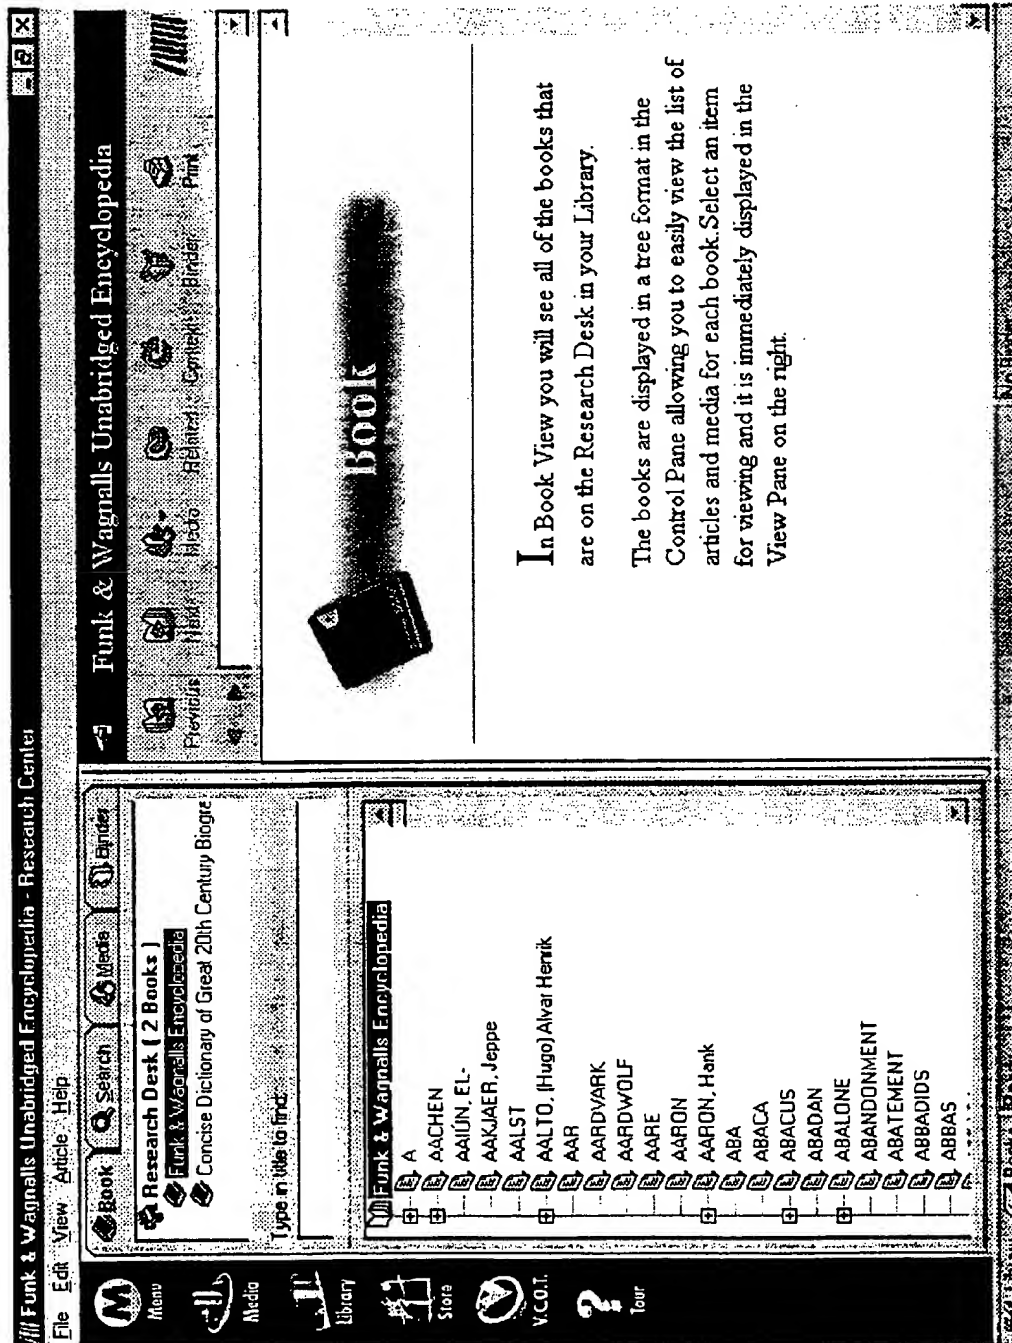 Funk & Wagnalls Unabridged Encyclopedia - Research Center
File Edit View Article Help
Menu
Media
Library
Store
V.C.O.T.
Tour
Book Search Media Binder
Research Desk ( 2 Books )
Funk & Wagnalls Encyclopedia
Concise Dictionary of Great 20th Century Biogra
Type in title to find:
Funk & Wagnalls Encyclopedia
A
AACHEN
AAIÚN, EL-
AAKJAER, Jeppe
AALST
AALTO, (Hugo) Alvar Henrik
AAR
AARDVARK
AARDWOLF
AARE
AARON
AARON, Hank
ABA
ABACA
ABACUS
ABADAN
ABALONE
ABANDONMENT
ABATEMENT
ABBADIDS
ABBAS
Funk & Wagnalls Unabridged Encyclopedia
Previous Next Media Related Context Binder Print
Book
In Book View you will see all of the books that
are on the Research Desk in your Library.
The books are displayed in a tree format in the
Control Pane allowing you to easily view the list of
articles and media for each book. Select an item
for viewing and it is immediately displayed in the
View Pane on the right.